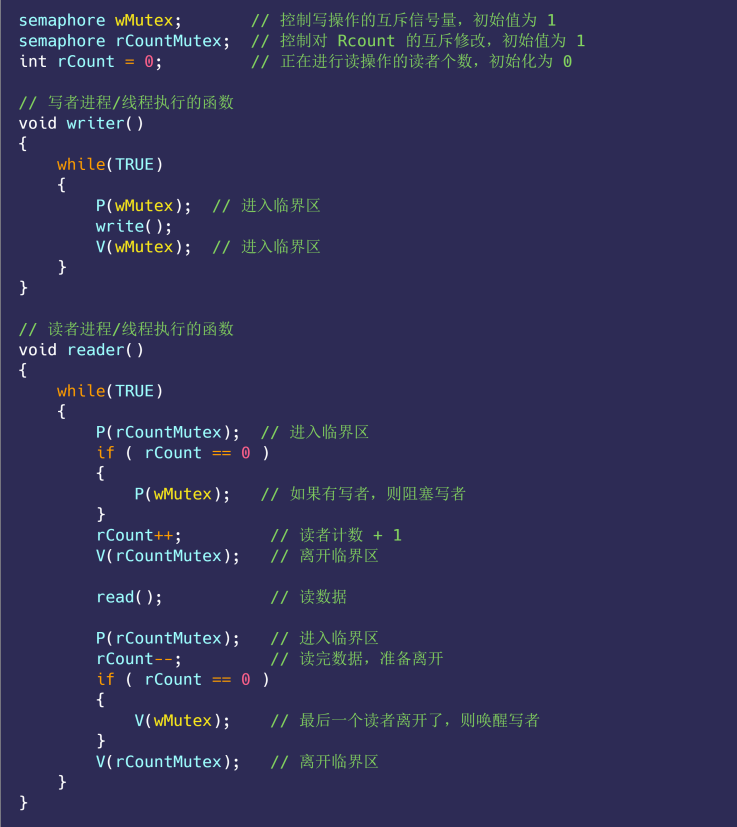 semaphore wMutex;       // 控制写操作的互斥信号量，初始值为 1
semaphore rCountMutex;  // 控制对 Rcount 的互斥修改，初始值为 1
int rCount = 0;         // 正在进行读操作的读者个数，初始化为 0

// 写者进程/线程执行的函数
void writer()
{
    while(TRUE)
    {
        P(wMutex);  // 进入临界区
        write();
        V(wMutex);  // 进入临界区
    }
}

// 读者进程/线程执行的函数
void reader()
{
    while(TRUE)
    {
        P(rCountMutex);  // 进入临界区
        if ( rCount == 0 )
        {
            P(wMutex);   // 如果有写者，则阻塞写者
        }
        rCount++;         // 读者计数 + 1
        V(rCountMutex);   // 离开临界区

        read();           // 读数据

        P(rCountMutex);   // 进入临界区
        rCount--;         // 读完数据，准备离开
        if ( rCount == 0 )
        {
            V(wMutex);    // 最后一个读者离开了，则唤醒写者
        }
        V(rCountMutex);   // 离开临界区
    }
}